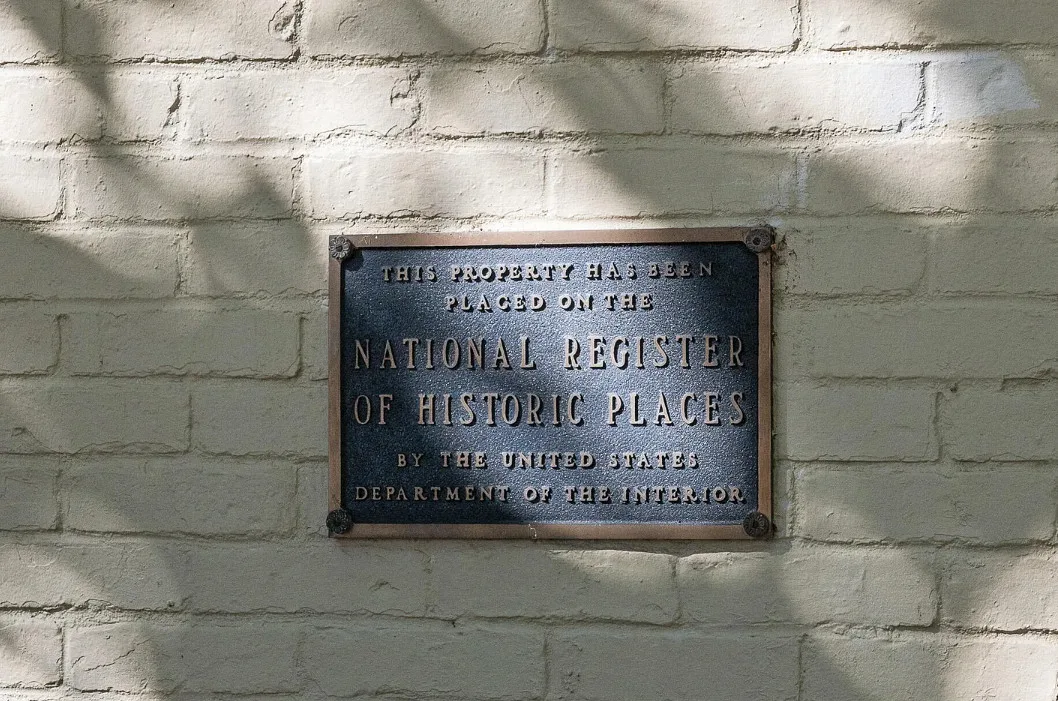 THIS PROPERTY HAS BEEN
PLACED ON THE
NATIONAL REGISTER
OF HISTORIC PLACES
BY THE UNITED STATES
DEPARTMENT OF THE INTERIOR